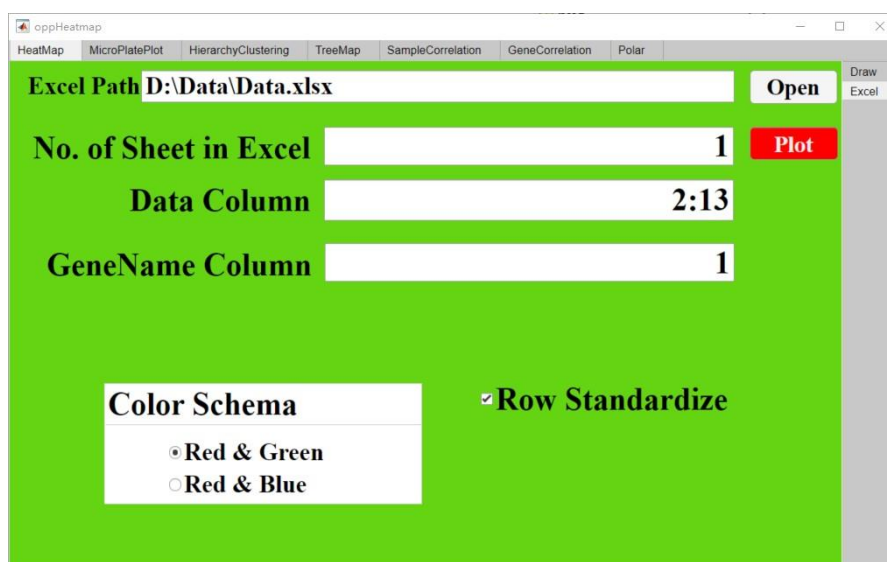 oppHeatmap
HeatMap MicroPlatePlot HierarchyClustering TreeMap SampleCorrelation GeneCorrelation Polar
Draw
Excel
Excel Path D:\Data\Data.xlsx Open
No. of Sheet in Excel 1 Plot
Data Column 2:13
GeneName Column 1
Color Schema
Row Standardize
Red & Green
Red & Blue